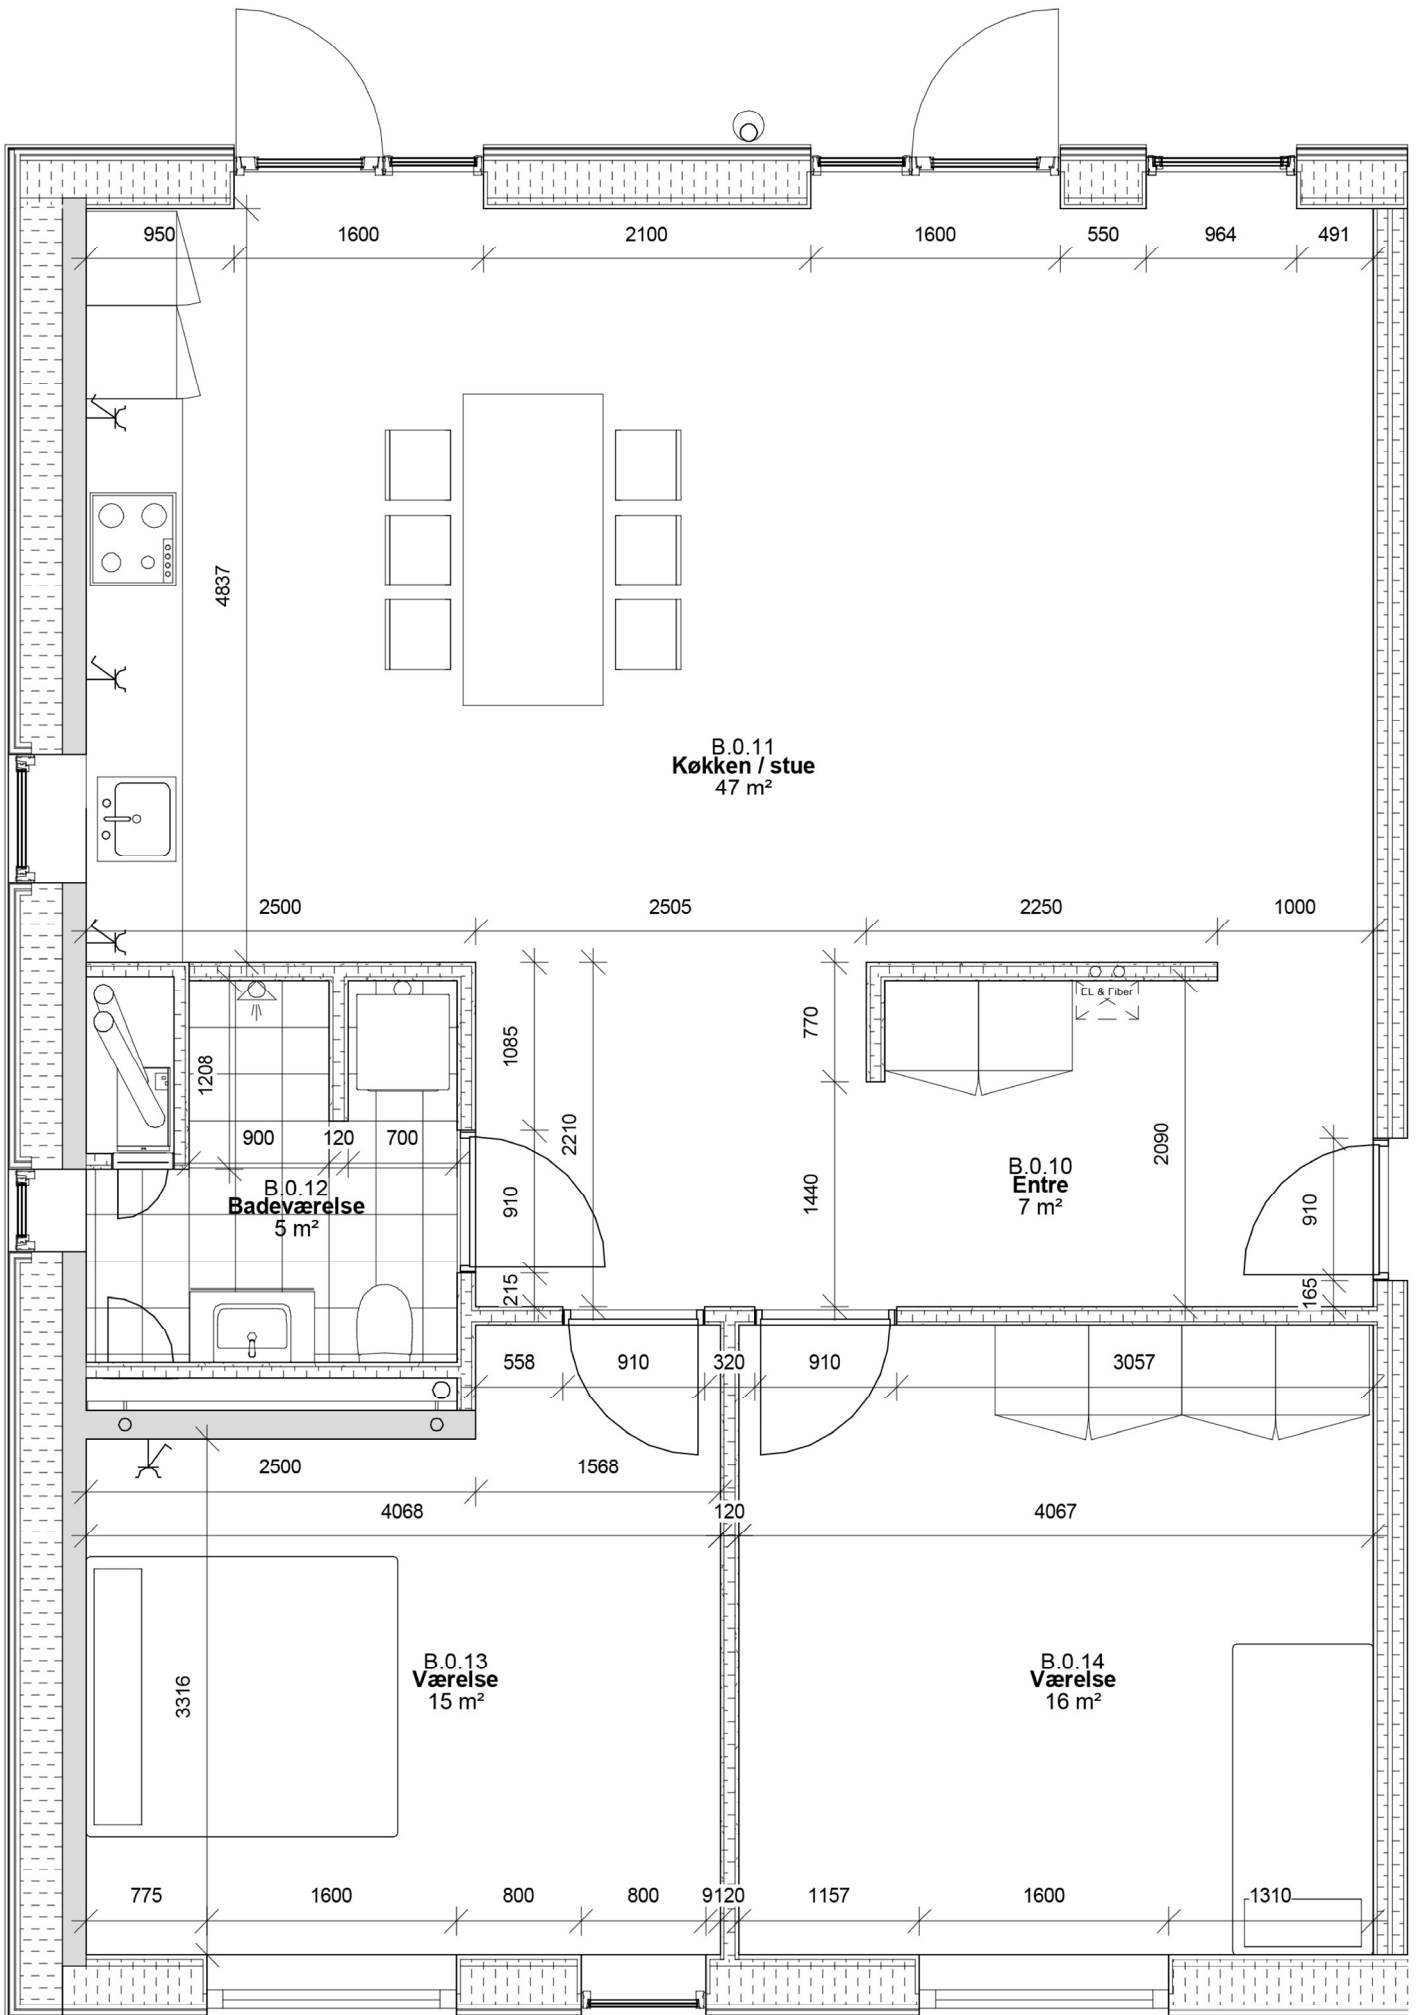 950 1600 2100 1600 550 964 491
4837
B.0.11
Køkken / stue
47 m²
2500 2505 2250 1000
EL & Fiber
770
1085
1208
2210
2090
900 120 700
B.0.12
Badeværelse
5 m²
910
1440
B.0.10
Entre
7 m²
910
215
165
558 910 320 910 3057
2500 1568
4068 120 4067
3316
B.0.13
Værelse
15 m²
B.0.14
Værelse
16 m²
775 1600 800 800 9120 1157 1600 1310